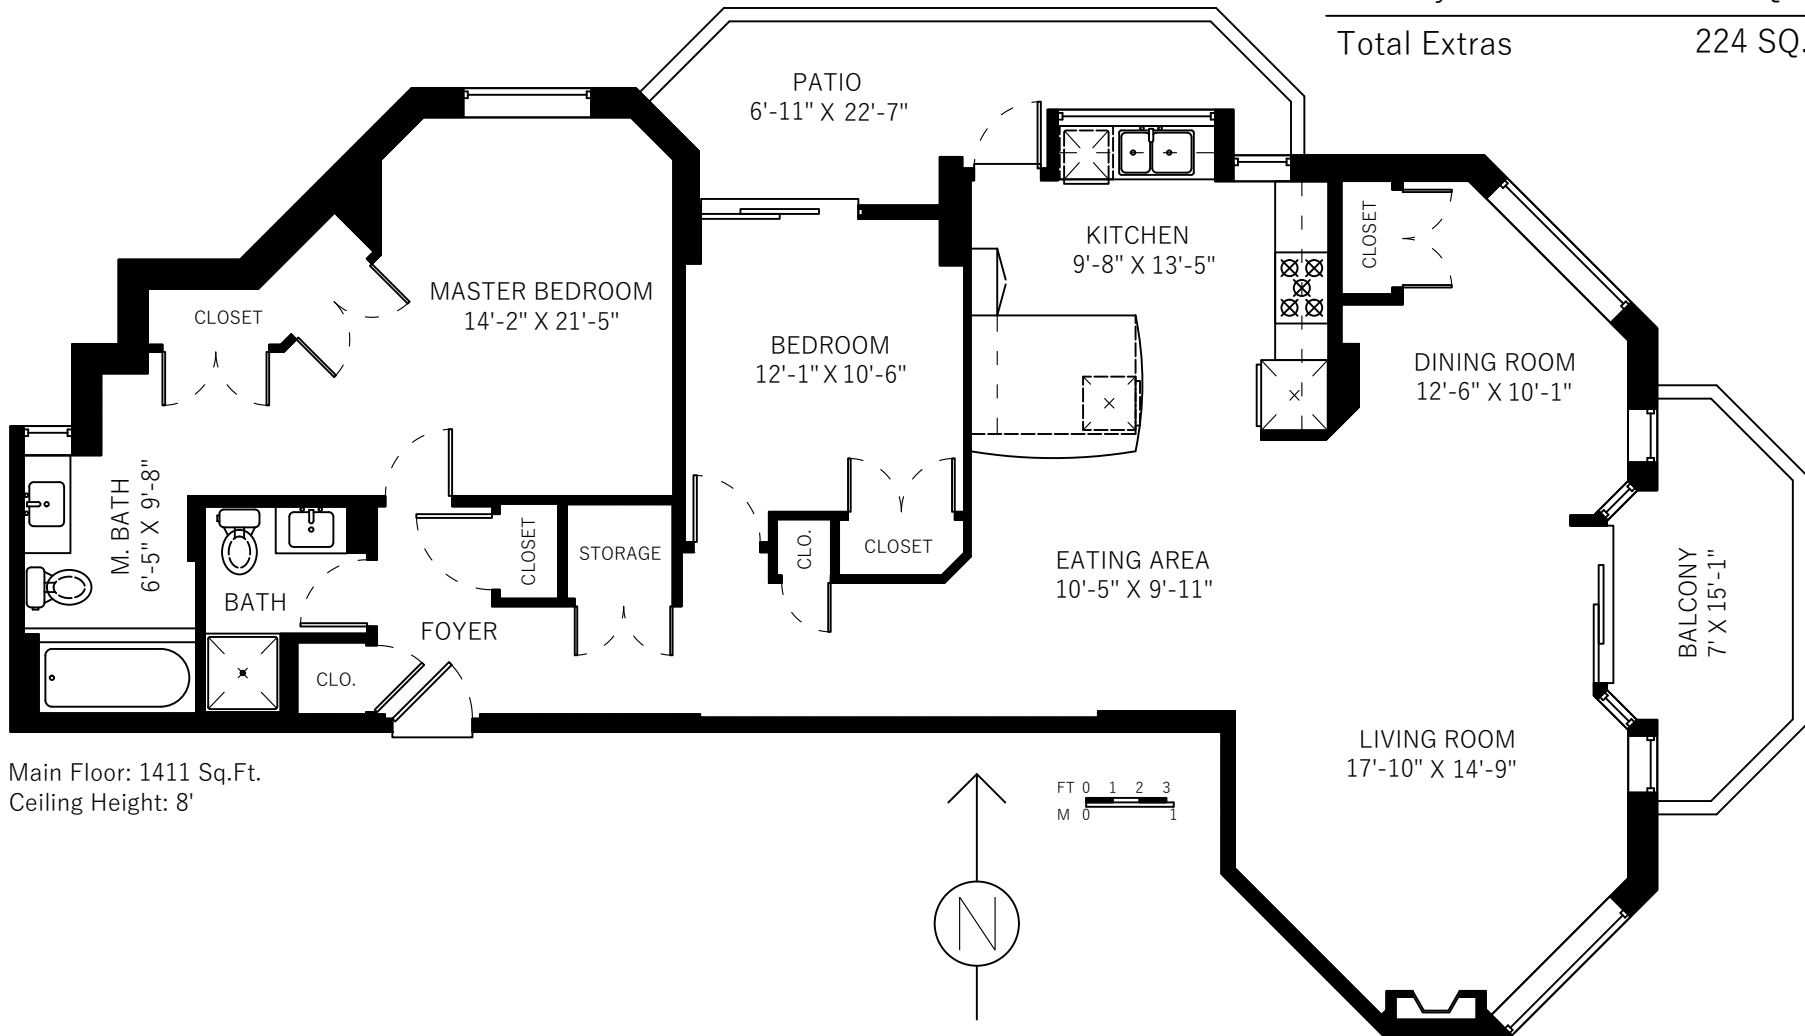 Total Extras 224 SQ.
PATIO
6'-11" X 22'-7"
KITCHEN
9'-8" X 13'-5"
CLOSET
MASTER BEDROOM
14'-2" X 21'-5"
CLOSET
BEDROOM
12'-1" X 10'-6"
DINING ROOM
12'-6" X 10'-1"
M. BATH
6'-5" X 9'-8"
CLOSET
STORAGE
CLO.
CLOSET
EATING AREA
10'-5" X 9'-11"
BALCONY
7' X 15'-1"
BATH
FOYER
CLO.
LIVING ROOM
17'-10" X 14'-9"
Main Floor: 1411 Sq.Ft.
Ceiling Height: 8'
FT 0 1 2 3
M 0 1
N